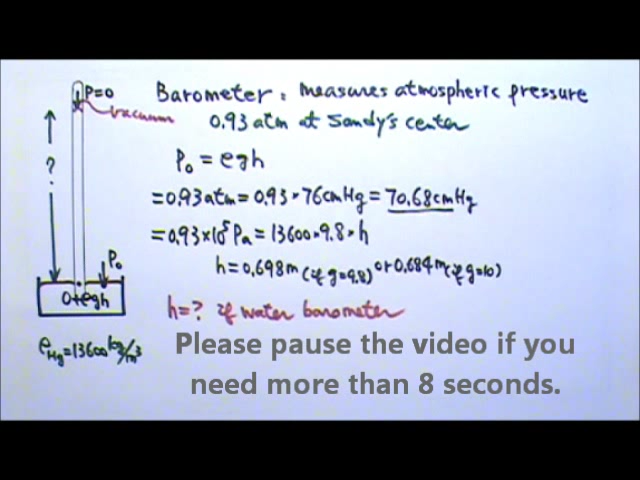 P=0
Barometer : measures atmospheric pressure
vacuum
0.93 atm at Sandy's center
P₀ = ρgh
?
= 0.93 atm = 0.93 × 76 cmHg = 70.68 cmHg
= 0.93×10⁵ Pa = 13600 × 9.8 × h
P₀
h = 0.698 m (if g=9.8) or 0.684 m (if g=10)
0+ρgh
h=? if water barometer
ρHg = 13600 kg/m³
Please pause the video if you
need more than 8 seconds.